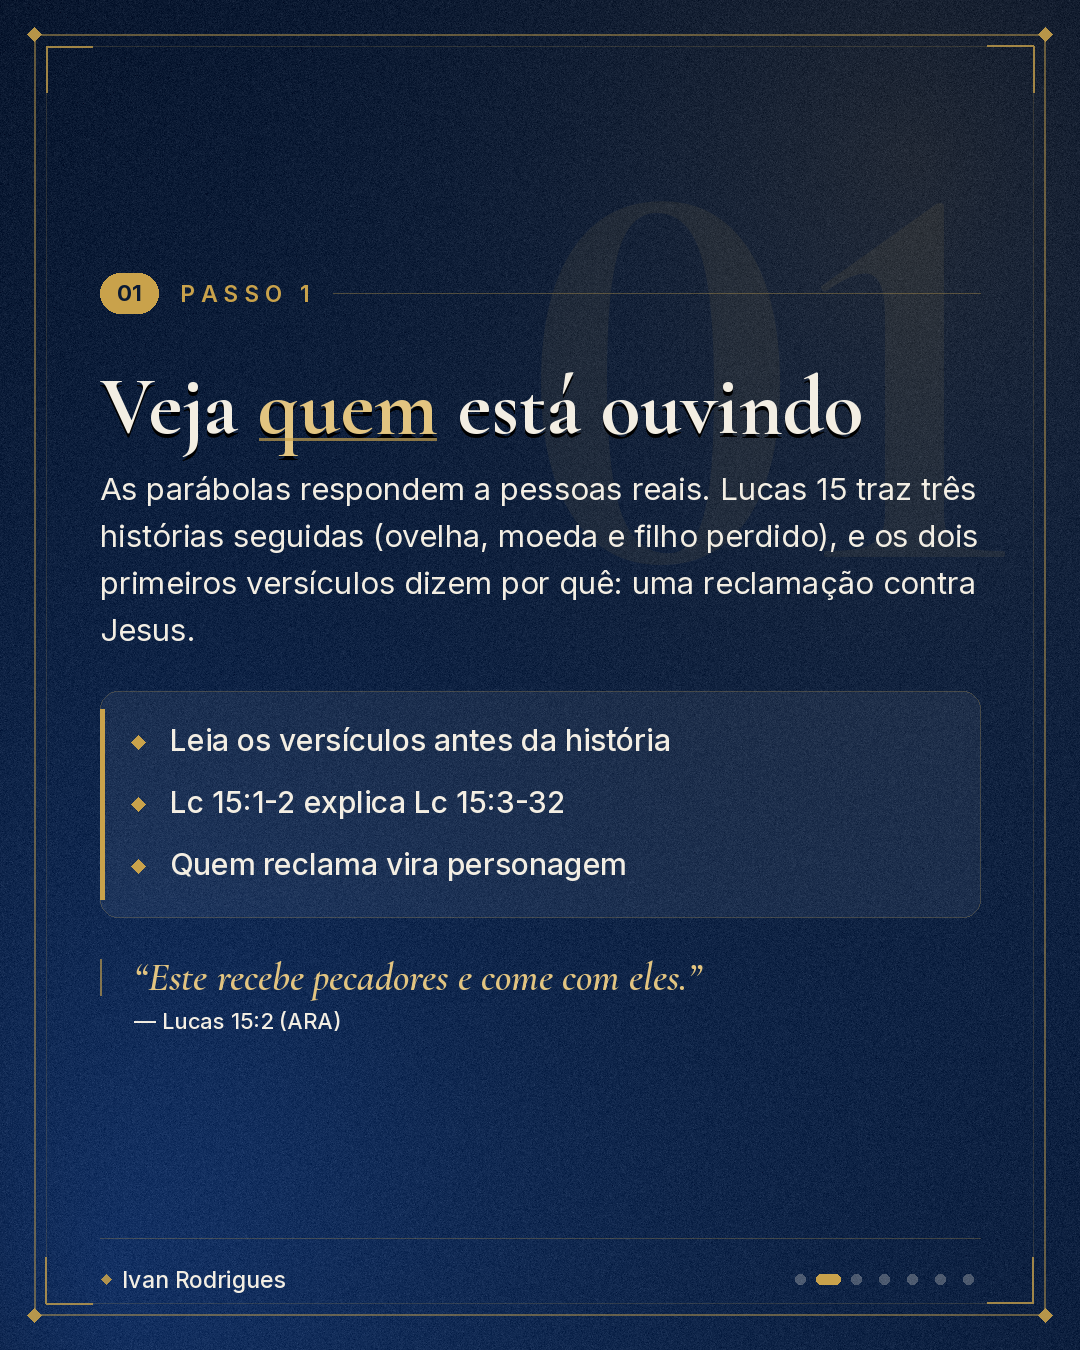 01
01 PASSO 1
Veja quem está ouvindo
As parábolas respondem a pessoas reais. Lucas 15 traz três
histórias seguidas (ovelha, moeda e filho perdido), e os dois
primeiros versículos dizem por quê: uma reclamação contra
Jesus.
Leia os versículos antes da história
Lc 15:1-2 explica Lc 15:3-32
Quem reclama vira personagem
“Este recebe pecadores e come com eles.”
— Lucas 15:2 (ARA)
Ivan Rodrigues